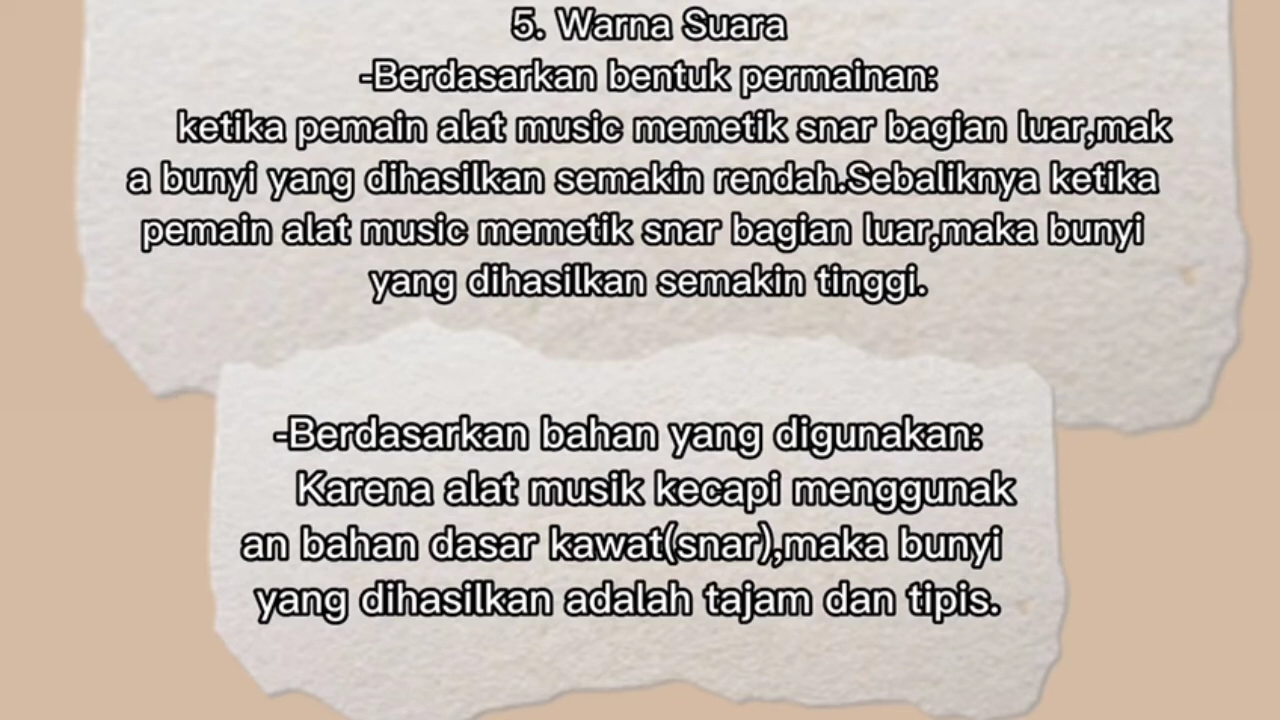 5. Warna Suara
-Berdasarkan bentuk permainan:
ketika pemain alat music memetik snar bagian luar,mak
a bunyi yang dihasilkan semakin rendah.Sebaliknya ketika
pemain alat music memetik snar bagian luar,maka bunyi
yang dihasilkan semakin tinggi.
-Berdasarkan bahan yang digunakan:
Karena alat musik kecapi menggunak
an bahan dasar kawat(snar),maka bunyi
yang dihasilkan adalah tajam dan tipis.